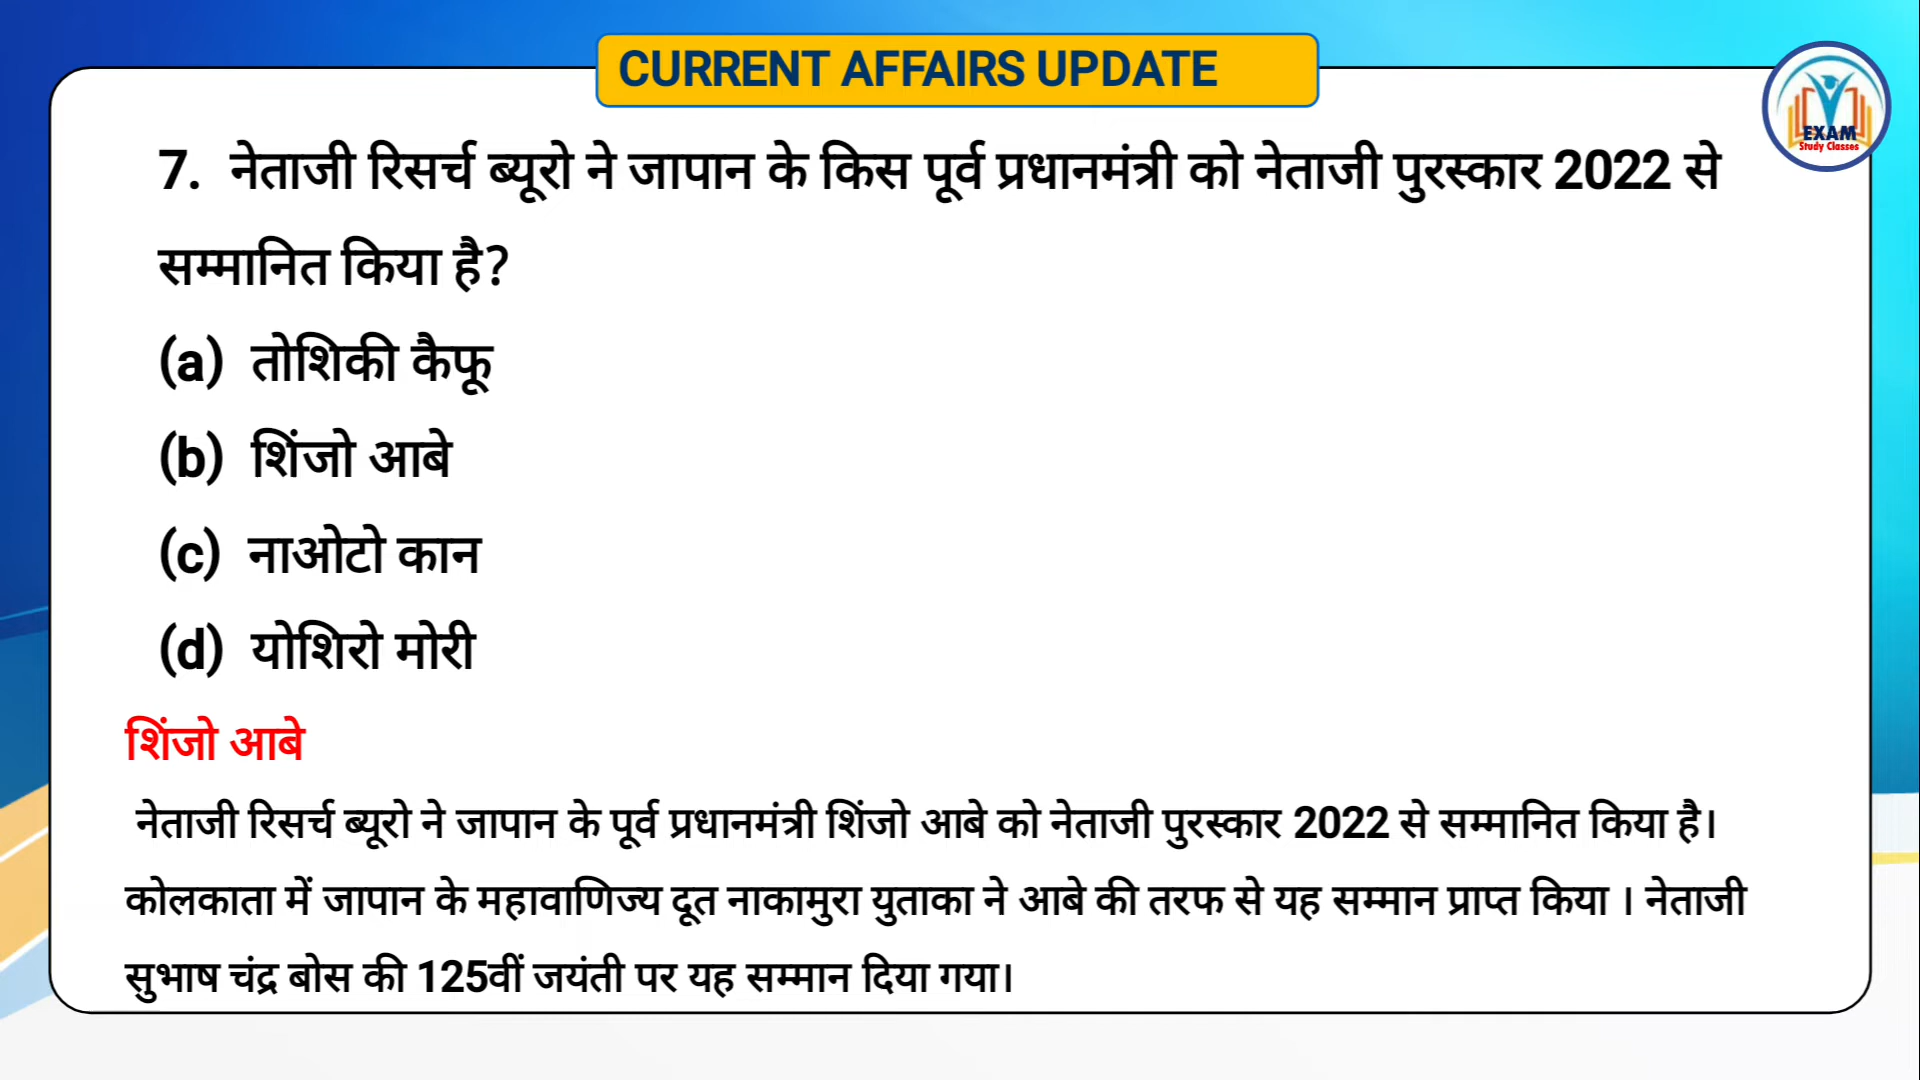 CURRENT AFFAIRS UPDATE
EXAM
Study Classes
7. नेताजी रिसर्च ब्यूरो ने जापान के किस पूर्व प्रधानमंत्री को नेताजी पुरस्कार 2022 से
सम्मानित किया है?
(a) तोशिकी कैफू
(b) शिंजो आबे
(c) नाओटो कान
(d) योशिरो मोरी
शिंजो आबे
नेताजी रिसर्च ब्यूरो ने जापान के पूर्व प्रधानमंत्री शिंजो आबे को नेताजी पुरस्कार 2022 से सम्मानित किया है।
कोलकाता में जापान के महावाणिज्य दूत नाकामुरा युताका ने आबे की तरफ से यह सम्मान प्राप्त किया । नेताजी
सुभाष चंद्र बोस की 125वीं जयंती पर यह सम्मान दिया गया।